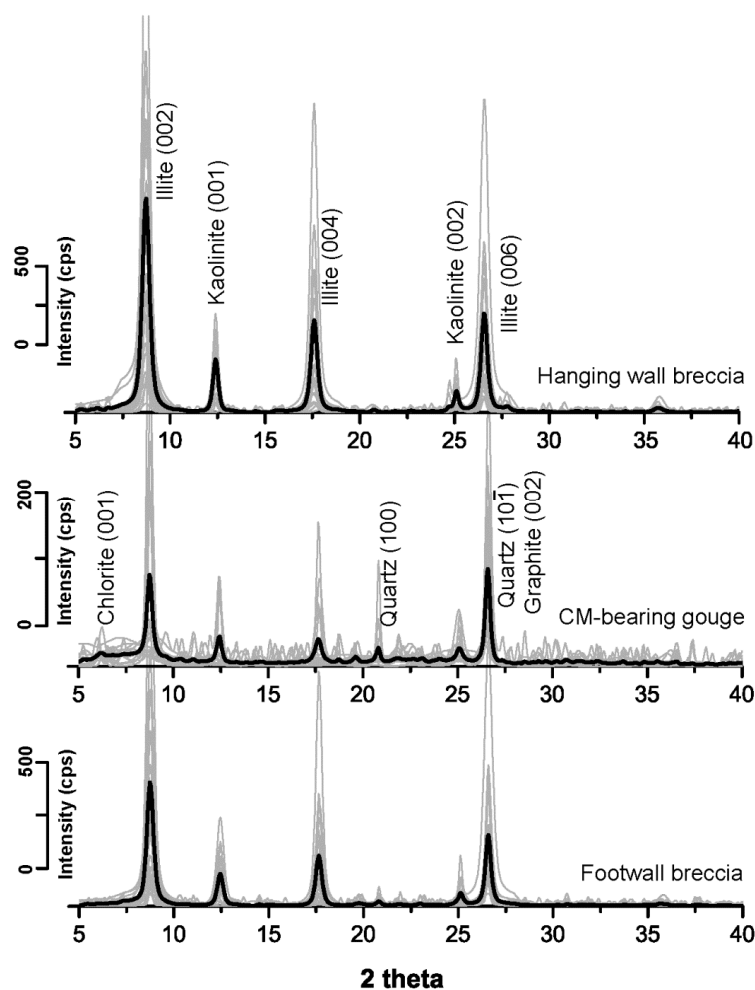 Illite (002)
Kaolinite (001)
Illite (004)
Kaolinite (002)
Illite (006)
500
0
Intensity (cps)
Hanging wall breccia
5 10 15 20 25 30 35 40
200
0
Intensity (cps)
Chlorite (001)
Quartz (100)
Quartz (101)
Graphite (002)
CM-bearing gouge
5 10 15 20 25 30 35 40
500
0
Intensity (cps)
Footwall breccia
5 10 15 20 25 30 35 40
2 theta